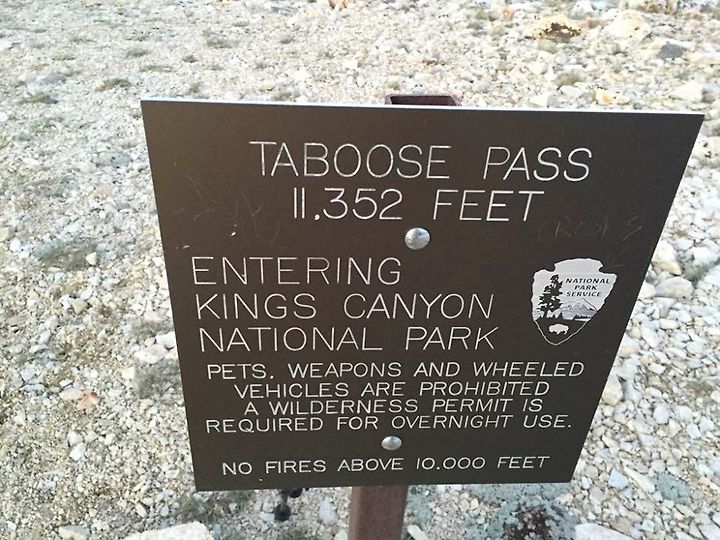 TABOOSE PASS
11,352 FEET
ENTERING
KINGS CANYON
NATIONAL PARK
NATIONAL
PARK
SERVICE
PETS, WEAPONS AND WHEELED
VEHICLES ARE PROHIBITED
A WILDERNESS PERMIT IS
REQUIRED FOR OVERNIGHT USE.
NO FIRES ABOVE 10,000 FEET